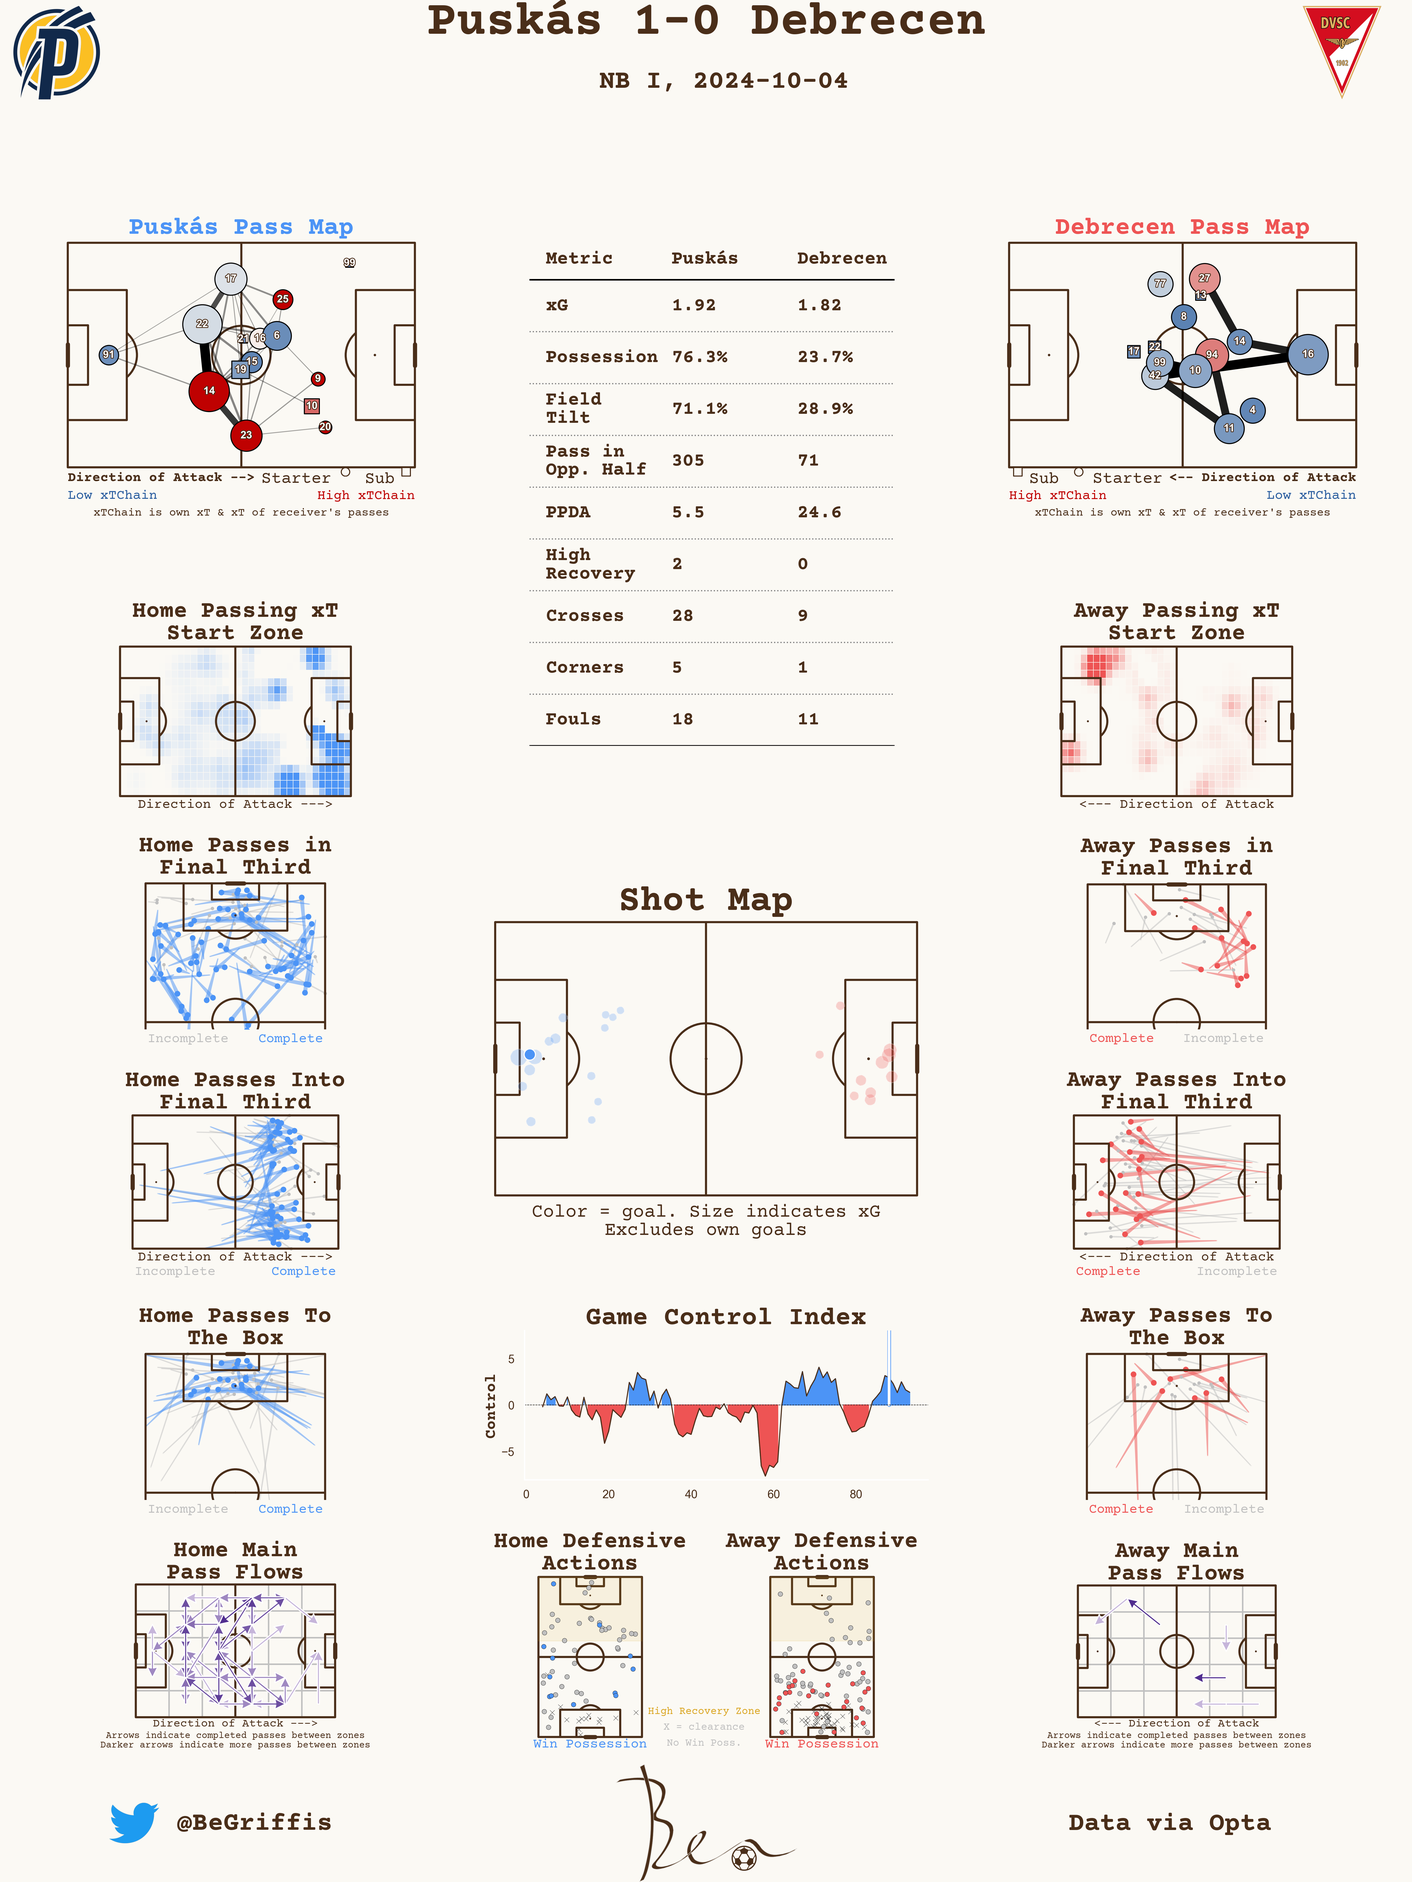 Puskás 1-0 Debrecen
NB I, 2024-10-04
DVSC
1902
Puskás Pass Map
99
17
25
22
21
16
6
91
15
19
9
14
10
20
23
Direction of Attack --> Starter Sub
Low xTChain High xTChain
xTChain is own xT & xT of receiver's passes
Metric Puskás Debrecen
xG 1.92 1.82
Possession 76.3% 23.7%
Field
Tilt 71.1% 28.9%
Pass in
Opp. Half 305 71
PPDA 5.5 24.6
High
Recovery 2 0
Crosses 28 9
Corners 5 1
Fouls 18 11
Debrecen Pass Map
77
27
13
8
14
17
22
99
94
16
42
10
4
11
Sub Starter <-- Direction of Attack
High xTChain Low xTChain
xTChain is own xT & xT of receiver's passes
Home Passing xT
Start Zone
Direction of Attack --->
Away Passing xT
Start Zone
<--- Direction of Attack
Home Passes in
Final Third
Incomplete Complete
Away Passes in
Final Third
Complete Incomplete
Shot Map
Color = goal. Size indicates xG
Excludes own goals
Home Passes Into
Final Third
Direction of Attack --->
Incomplete Complete
Away Passes Into
Final Third
<--- Direction of Attack
Complete Incomplete
Home Passes To
The Box
Incomplete Complete
Game Control Index
Control
5
0
−5
0 20 40 60 80
Away Passes To
The Box
Complete Incomplete
Home Main
Pass Flows
Direction of Attack --->
Arrows indicate completed passes between zones
Darker arrows indicate more passes between zones
Home Defensive
Actions
Win Possession
High Recovery Zone
X = clearance
No Win Poss.
Away Defensive
Actions
Win Possession
Away Main
Pass Flows
<--- Direction of Attack
Arrows indicate completed passes between zones
Darker arrows indicate more passes between zones
@BeGriffis
Ben
Data via Opta